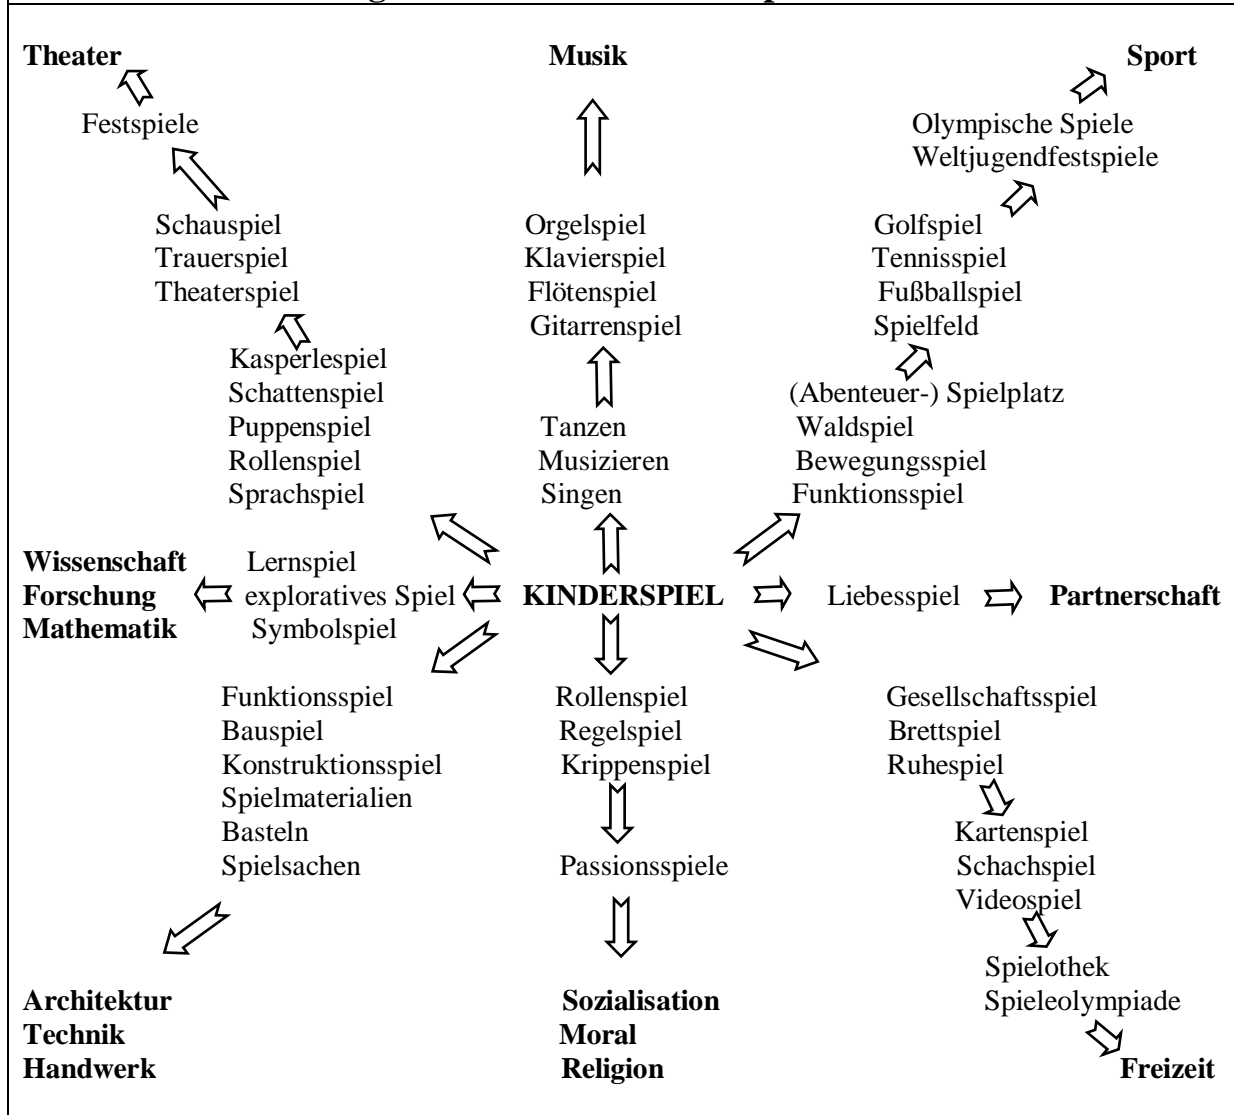 Theater
Musik
Sport
Festspiele
Olympische Spiele
Weltjugendfestspiele
Schauspiel
Trauerspiel
Theaterspiel
Orgelspiel
Klavierspiel
Flötenspiel
Gitarrenspiel
Golfspiel
Tennisspiel
Fußballspiel
Spielfeld
Kasperlespiel
Schattenspiel
Puppenspiel
Rollenspiel
Sprachspiel
Tanzen
Musizieren
Singen
(Abenteuer-) Spielplatz
Waldspiel
Bewegungsspiel
Funktionsspiel
Wissenschaft
Forschung
Mathematik
Lernspiel
exploratives Spiel
Symbolspiel
KINDERSPIEL
Liebesspiel
Partnerschaft
Funktionsspiel
Bauspiel
Konstruktionsspiel
Spielmaterialien
Basteln
Spielsachen
Rollenspiel
Regelspiel
Krippenspiel
Passionsspiele
Gesellschaftsspiel
Brettspiel
Ruhespiel
Kartenspiel
Schachspiel
Videospiel
Spielothek
Spieleolympiade
Architektur
Technik
Handwerk
Sozialisation
Moral
Religion
Freizeit